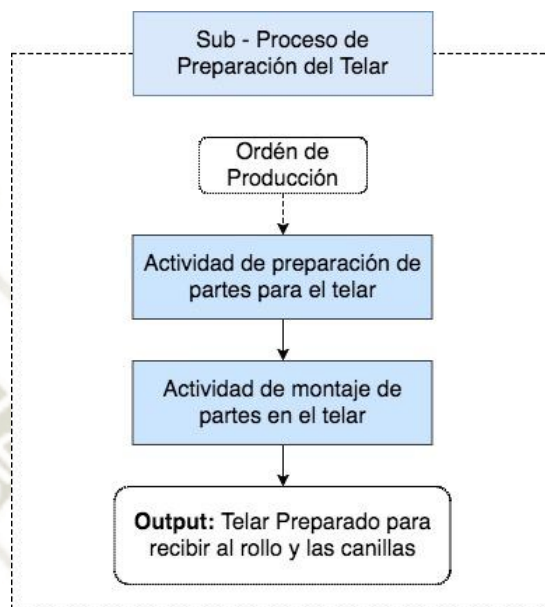 Sub - Proceso de
Preparación del Telar
Ordén de
Producción
Actividad de preparación de
partes para el telar
Actividad de montaje de
partes en el telar
Output: Telar Preparado para
recibir al rollo y las canillas